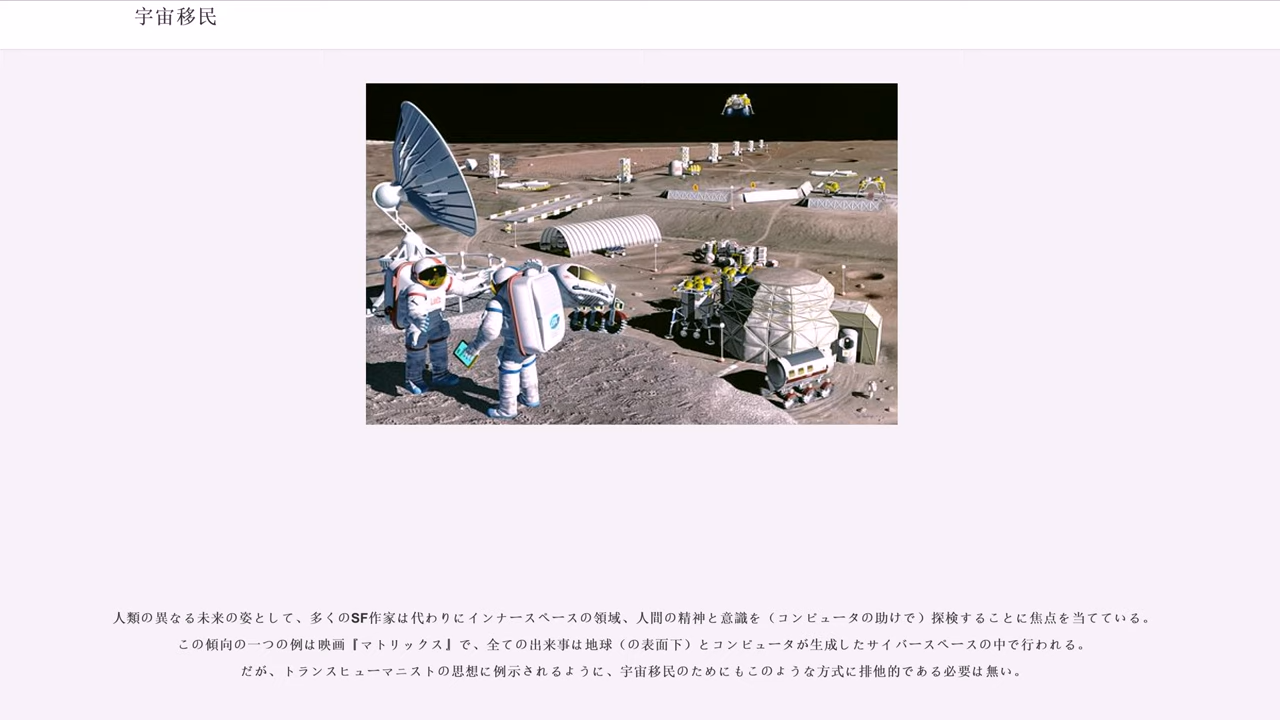 宇宙移民
人類の異なる未来の姿として、多くのSF作家は代わりにインナースペースの領域、人間の精神と意識を（コンピュータの助けで）探検することに焦点を当てている。
この傾向の一つの例は映画『マトリックス』で、全ての出来事は地球（の表面下）とコンピュータが生成したサイバースペースの中で行われる。
だが、トランスヒューマニストの思想に例示されるように、宇宙移民のためにもこのような方式に排他的である必要は無い。